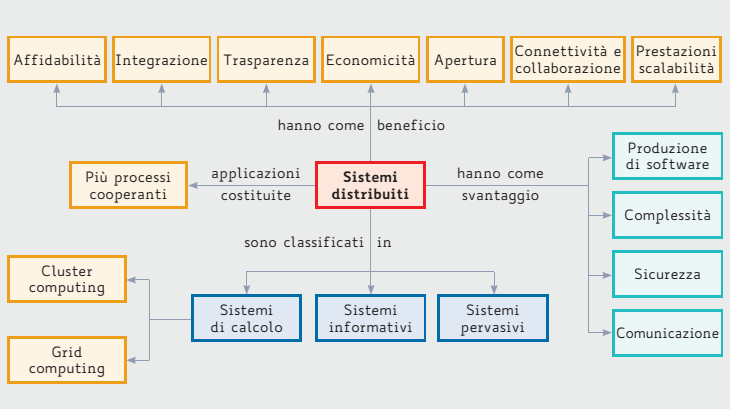 Affidabilità
Integrazione
Trasparenza
Economicità
Apertura
Connettività e
collaborazione
Prestazioni
scalabilità
hanno come beneficio
Più processi
cooperanti
applicazioni
costituite
Sistemi
distribuiti
hanno come
svantaggio
Produzione
di software
Complessità
Sicurezza
Comunicazione
sono classificati in
Cluster
computing
Grid
computing
Sistemi
di calcolo
Sistemi
informativi
Sistemi
pervasivi